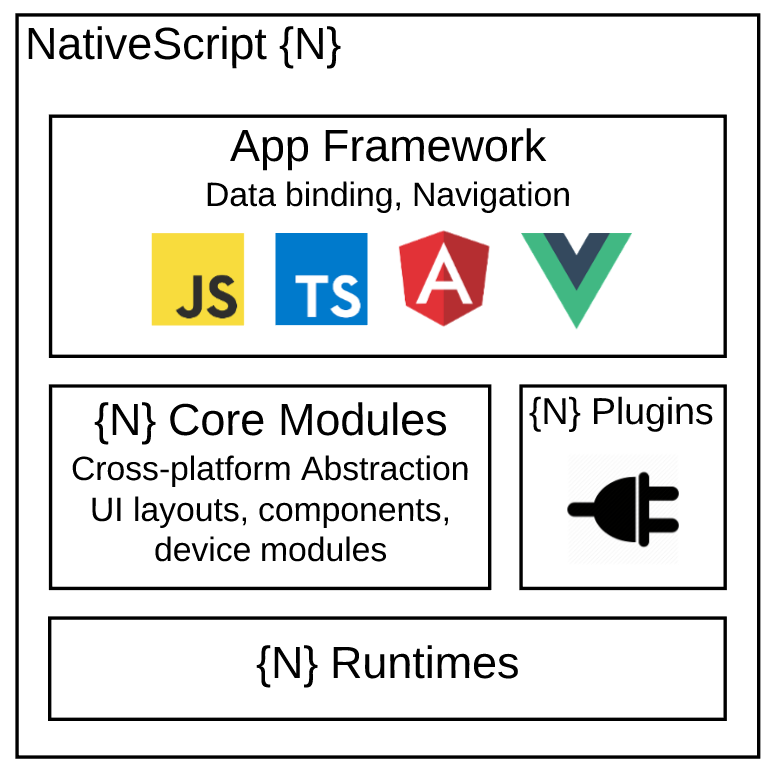 NativeScript {N}
App Framework
Data binding, Navigation
JS TS A
{N} Core Modules
Cross-platform Abstraction
UI layouts, components,
device modules
{N} Plugins
{N} Runtimes